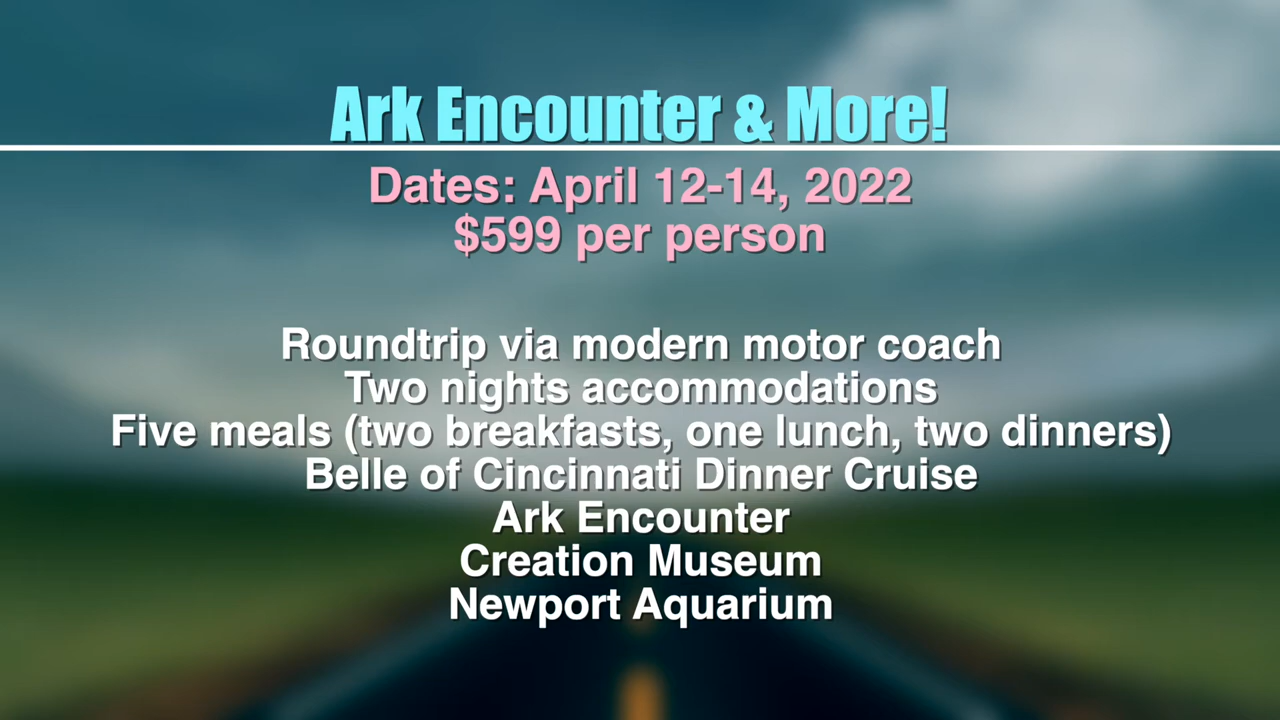 Ark Encounter & More!
Dates: April 12-14, 2022
$599 per person
Roundtrip via modern motor coach
Two nights accommodations
Five meals (two breakfasts, one lunch, two dinners)
Belle of Cincinnati Dinner Cruise
Ark Encounter
Creation Museum
Newport Aquarium